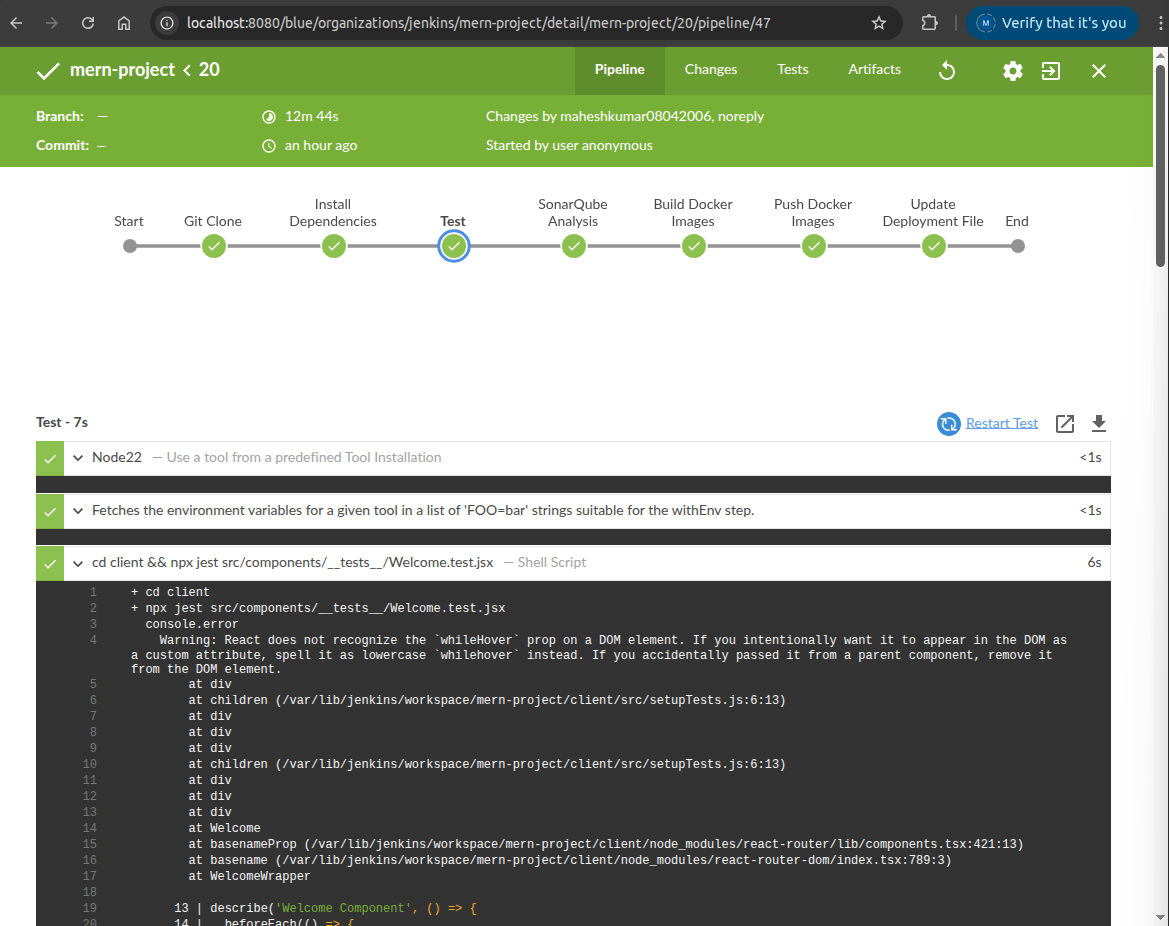 localhost:8080/blue/organizations/jenkins/mern-project/detail/mern-project/20/pipeline/47
M
Verify that it's you
mern-project < 20
Pipeline
Changes
Tests
Artifacts
Branch: —
12m 44s
Changes by maheshkumar08042006, noreply
Commit: —
an hour ago
Started by user anonymous
Start
Git Clone
Install
Dependencies
Test
SonarQube
Analysis
Build Docker
Images
Push Docker
Images
Update
Deployment File
End
Test - 7s
Restart Test
Node22 — Use a tool from a predefined Tool Installation <1s
Fetches the environment variables for a given tool in a list of 'FOO=bar' strings suitable for the withEnv step. <1s
cd client && npx jest src/components/__tests__/Welcome.test.jsx — Shell Script 6s
1 + cd client
2 + npx jest src/components/__tests__/Welcome.test.jsx
3 console.error
4 Warning: React does not recognize the `whileHover` prop on a DOM element. If you intentionally want it to appear in the DOM as
a custom attribute, spell it as lowercase `whilehover` instead. If you accidentally passed it from a parent component, remove it
from the DOM element.
5 at div
6 at children (/var/lib/jenkins/workspace/mern-project/client/src/setupTests.js:6:13)
7 at div
8 at div
9 at div
10 at children (/var/lib/jenkins/workspace/mern-project/client/src/setupTests.js:6:13)
11 at div
12 at div
13 at div
14 at Welcome
15 at basenameProp (/var/lib/jenkins/workspace/mern-project/client/node_modules/react-router/lib/components.tsx:421:13)
16 at basename (/var/lib/jenkins/workspace/mern-project/client/node_modules/react-router-dom/index.tsx:789:3)
17 at WelcomeWrapper
18
19 13 | describe('Welcome Component', () => {
20 14 | beforeEach(() => {